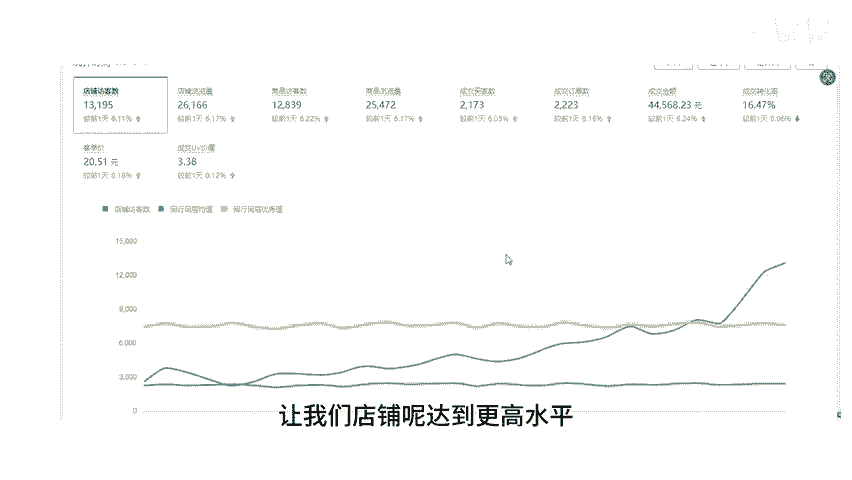 店铺访客数 店铺浏览量 商品访客数 商品浏览量 成交买家数 成交订单数 成交金额 成交转化率
13,195 26,166 12,839 25,472 2,173 2,223 44,568.23 元 16.47%
较前1天 6.11% 较前1天 6.17% 较前1天 6.22% 较前1天 6.17% 较前1天 6.05% 较前1天 6.16% 较前1天 6.24% 较前1天 0.06%
客单价 成交UV价值
20.51 元 3.38
较前1天 0.18% 较前1天 0.12%
店铺访客数 同行同层均值 同行同层优秀值
15,000
12,000
9,000
6,000
3,000
0
让我们店铺呢达到更高水平